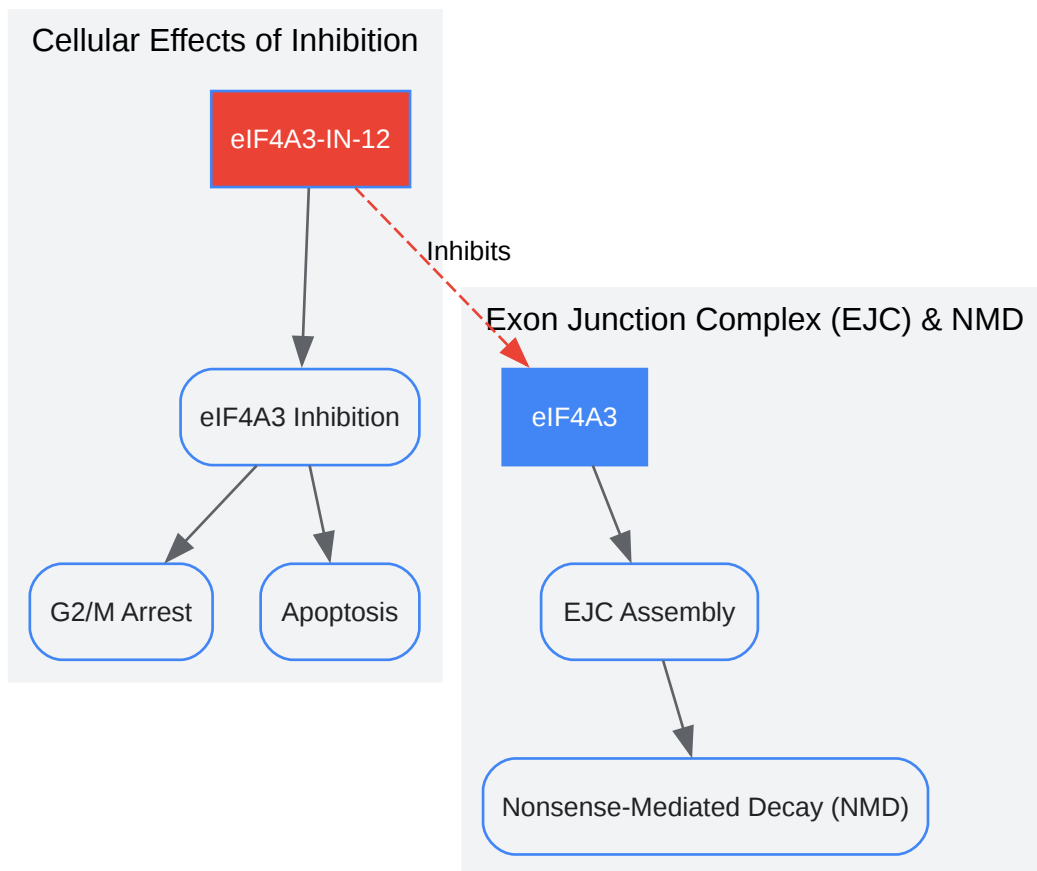 Cellular Effects of Inhibition
eIF4A3-IN-12
Inhibits
Exon Junction Complex (EJC) & NMD
eIF4A3 Inhibition
eIF4A3
G2/M Arrest
Apoptosis
EJC Assembly
Nonsense-Mediated Decay (NMD)